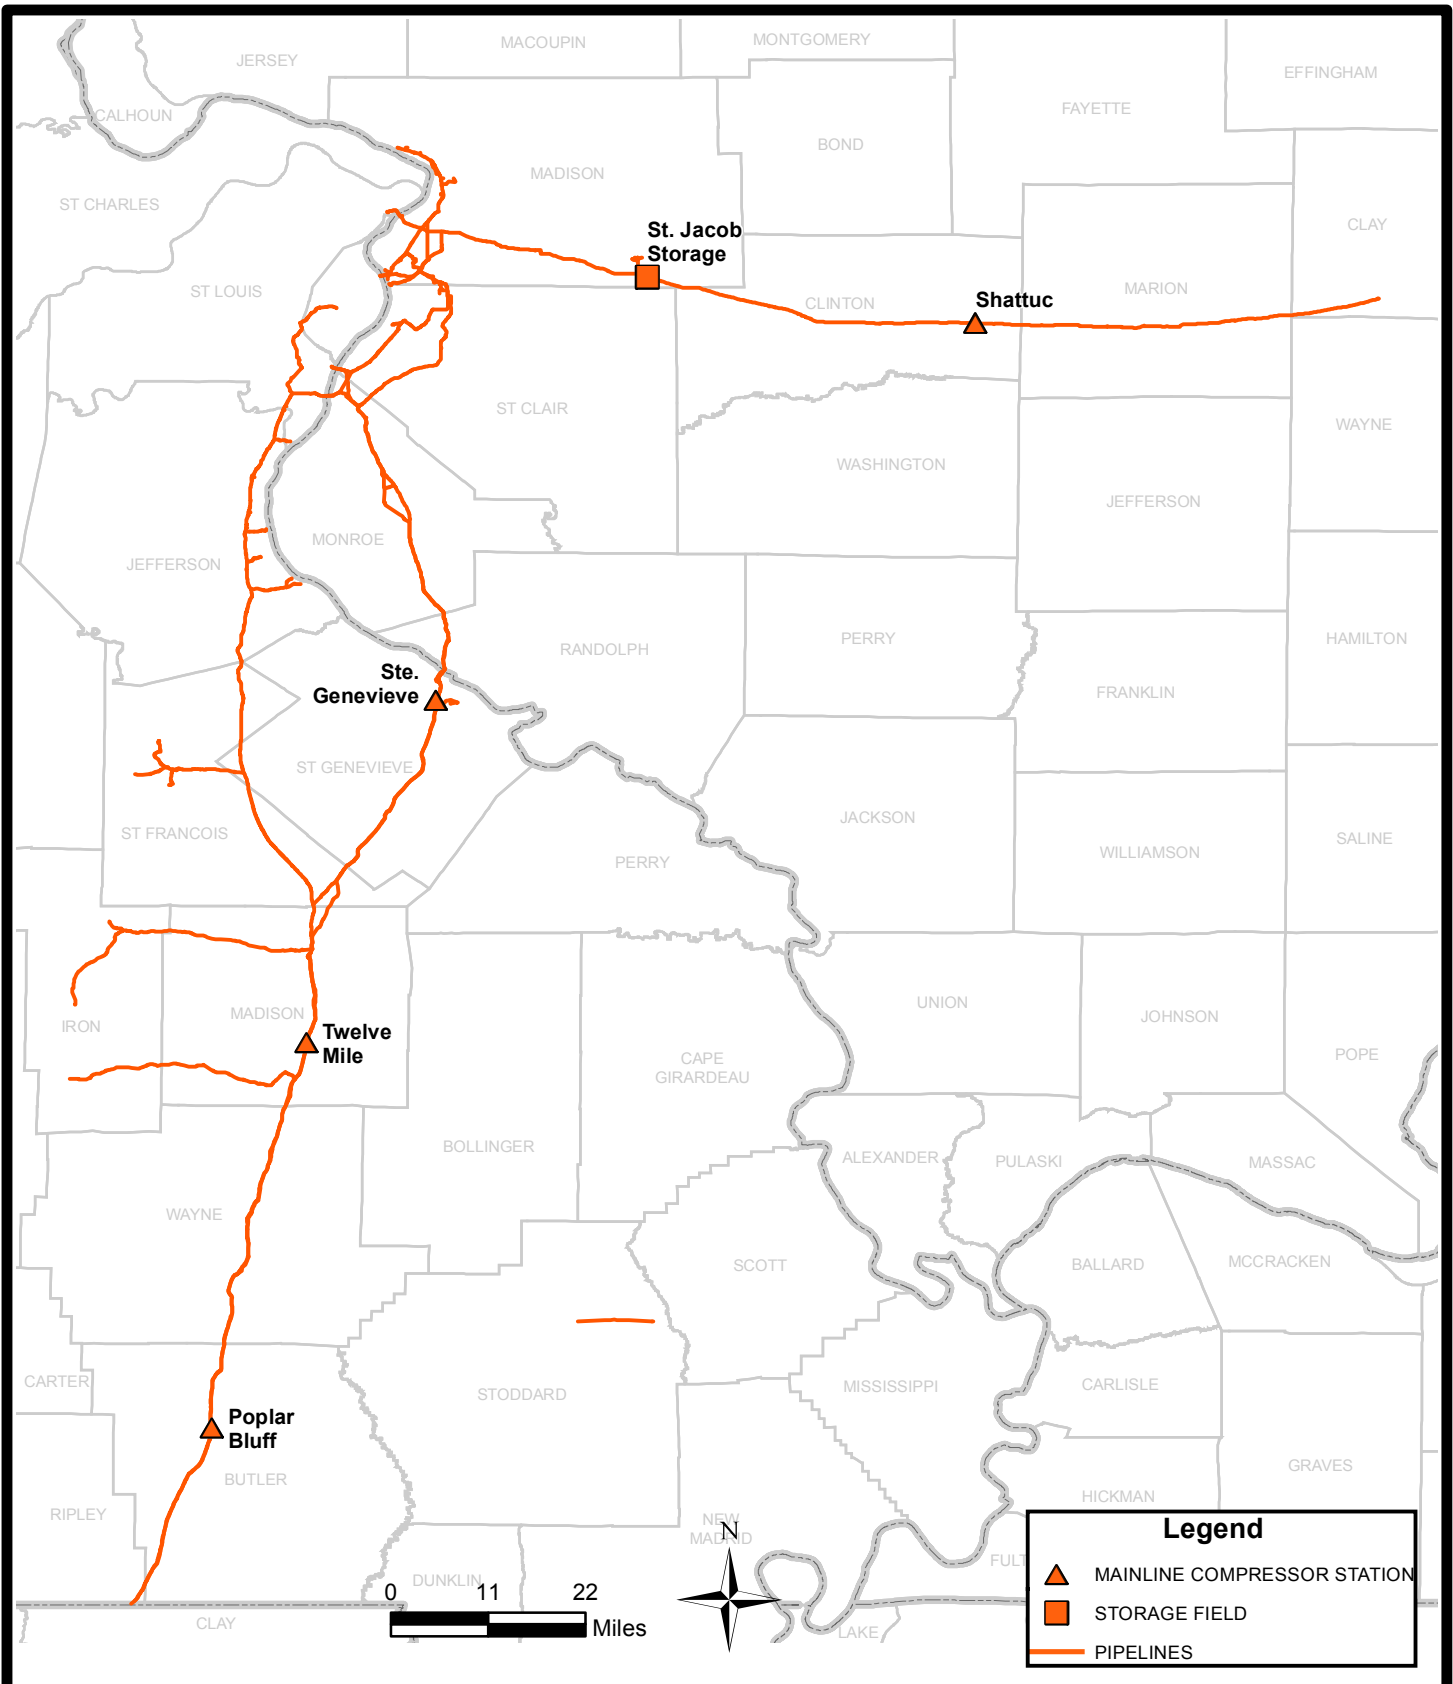 MACOUPIN
MONTGOMERY
JERSEY
EFFINGHAM
CALHOUN
FAYETTE
BOND
MADISON
ST CHARLES
CLAY
St. Jacob
Storage
ST LOUIS
MARION
CLINTON
Shattuc
ST CLAIR
WAYNE
WASHINGTON
JEFFERSON
MONROE
JEFFERSON
RANDOLPH
PERRY
HAMILTON
Ste.
Genevieve
FRANKLIN
ST GENEVIEVE
JACKSON
ST FRANCOIS
SALINE
WILLIAMSON
PERRY
UNION
MADISON
JOHNSON
IRON
Twelve
Mile
POPE
CAPE
GIRARDEAU
BOLLINGER
ALEXANDER
PULASKI
MASSAC
WAYNE
SCOTT
BALLARD
MCCRACKEN
CARTER
STODDARD
MISSISSIPPI
CARLISLE
Poplar
Bluff
BUTLER
GRAVES
HICKMAN
RIPLEY
NEW
MADRID
N
FULT
DUNKLIN
0 11 22
Miles
CLAY
LAKE
Legend
MAINLINE COMPRESSOR STATION
STORAGE FIELD
PIPELINES